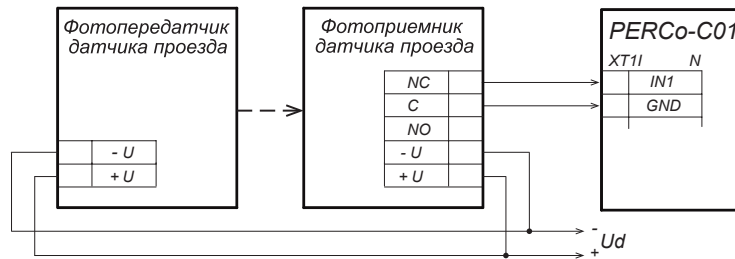 Фотопередатчик
датчика проезда
- U
+ U
Фотоприемник
датчика проезда
NC
C
NO
- U
+ U
PERCo-C01
XT1I N
IN1
GND
-
+ Ud